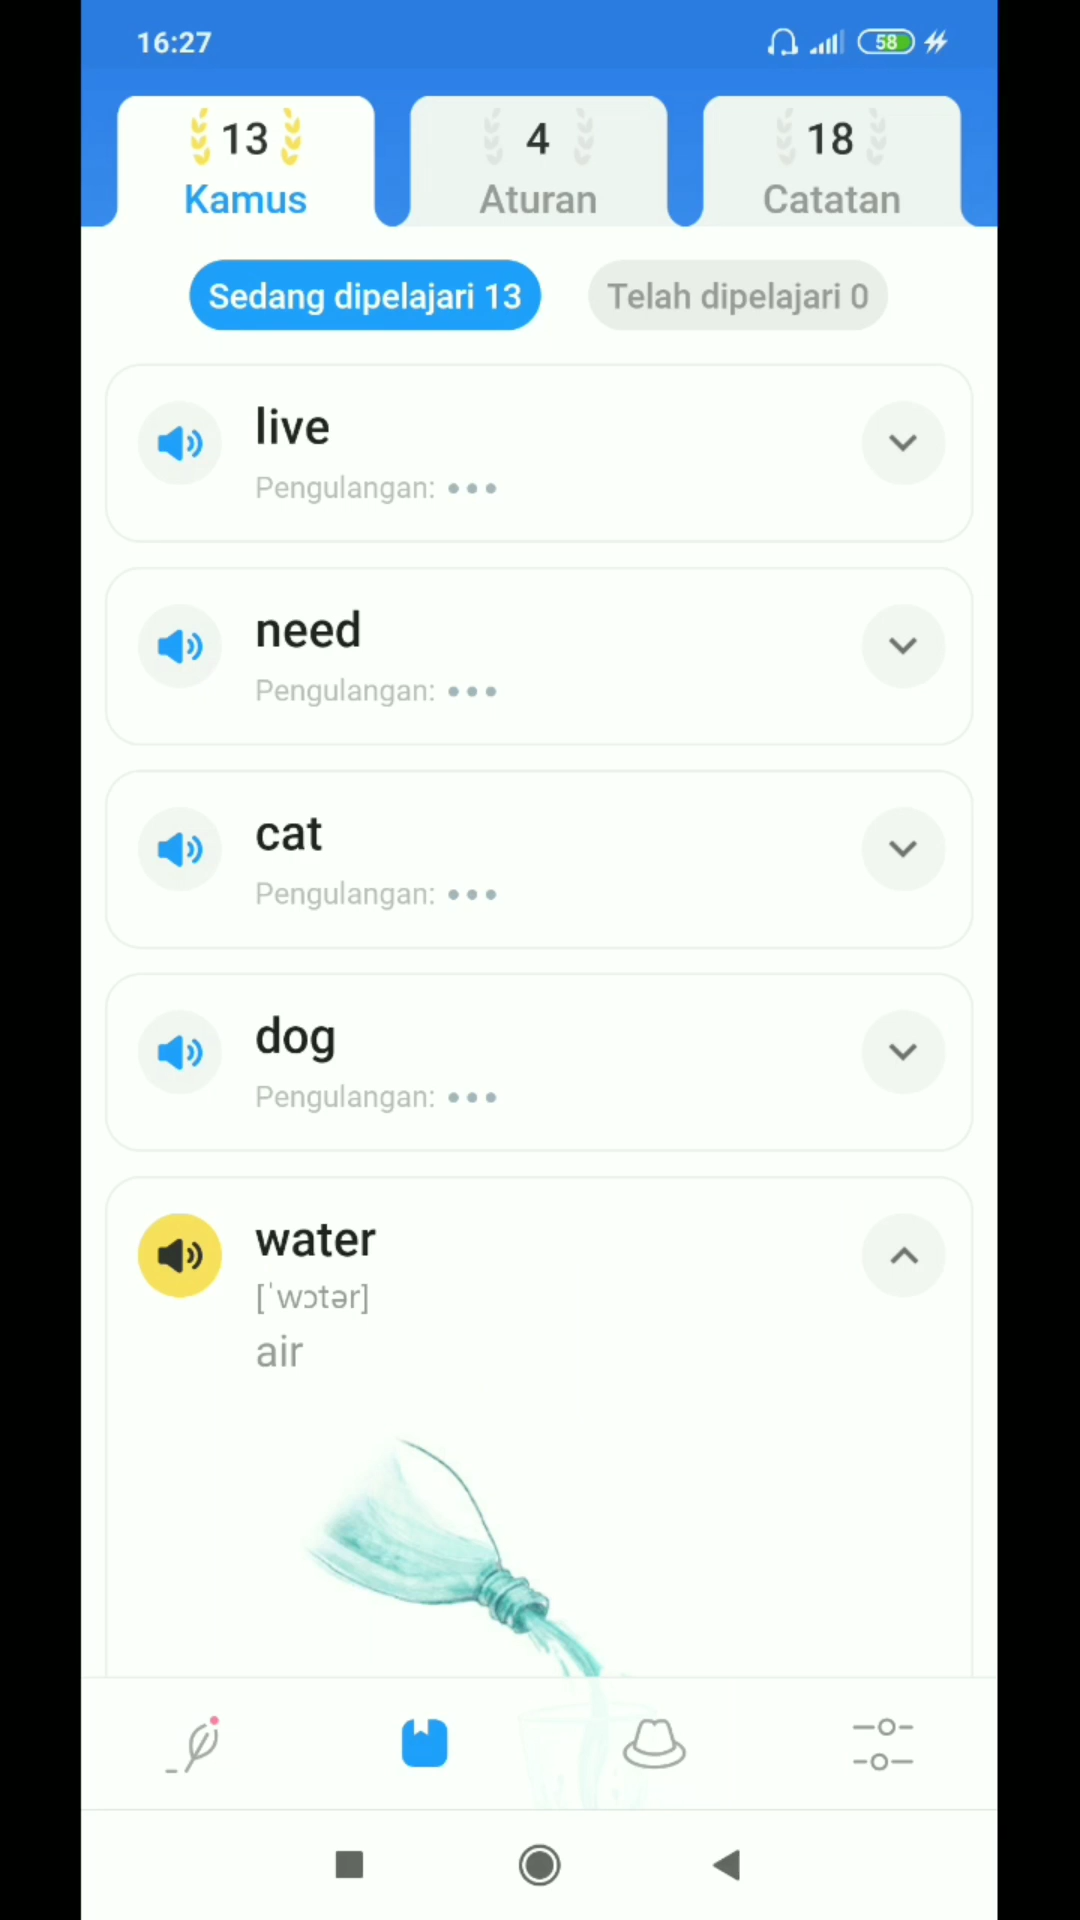 16:27
58
13
Kamus
4
Aturan
18
Catatan
Sedang dipelajari 13
Telah dipelajari 0
live
Pengulangan:
need
Pengulangan:
cat
Pengulangan:
dog
Pengulangan:
water
[ˈwɔtər]
air